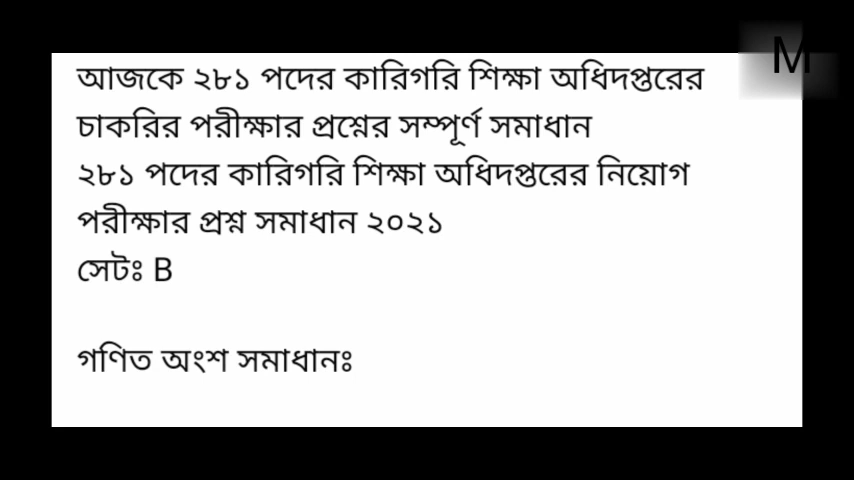 M
আজকে ২৮১ পদের কারিগরি শিক্ষা অধিদপ্তরের
চাকরির পরীক্ষার প্রশ্নের সম্পূর্ণ সমাধান
২৮১ পদের কারিগরি শিক্ষা অধিদপ্তরের নিয়োগ
পরীক্ষার প্রশ্ন সমাধান ২০২১
সেটঃ B
গণিত অংশ সমাধানঃ